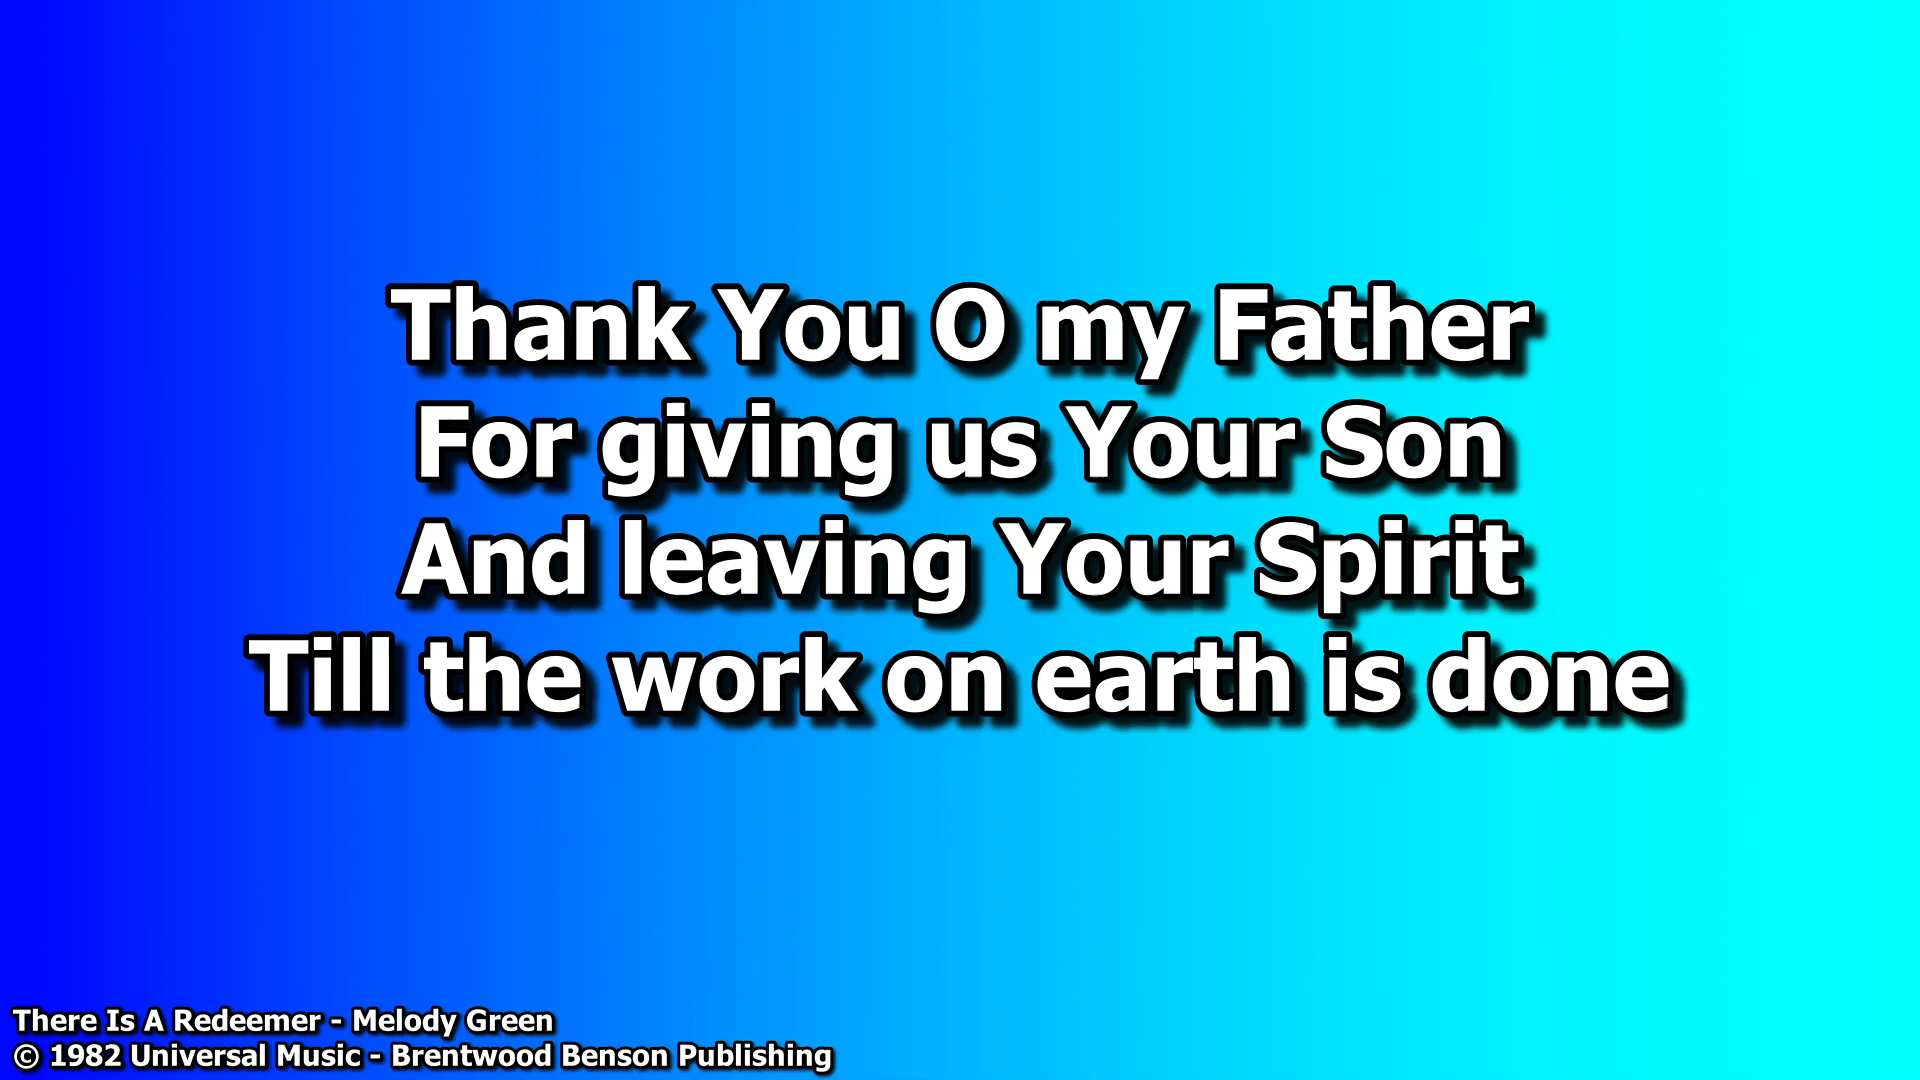 Thank You O my Father
For giving us Your Son
And leaving Your Spirit
Till the work on earth is done
There Is A Redeemer - Melody Green
© 1982 Universal Music - Brentwood Benson Publishing